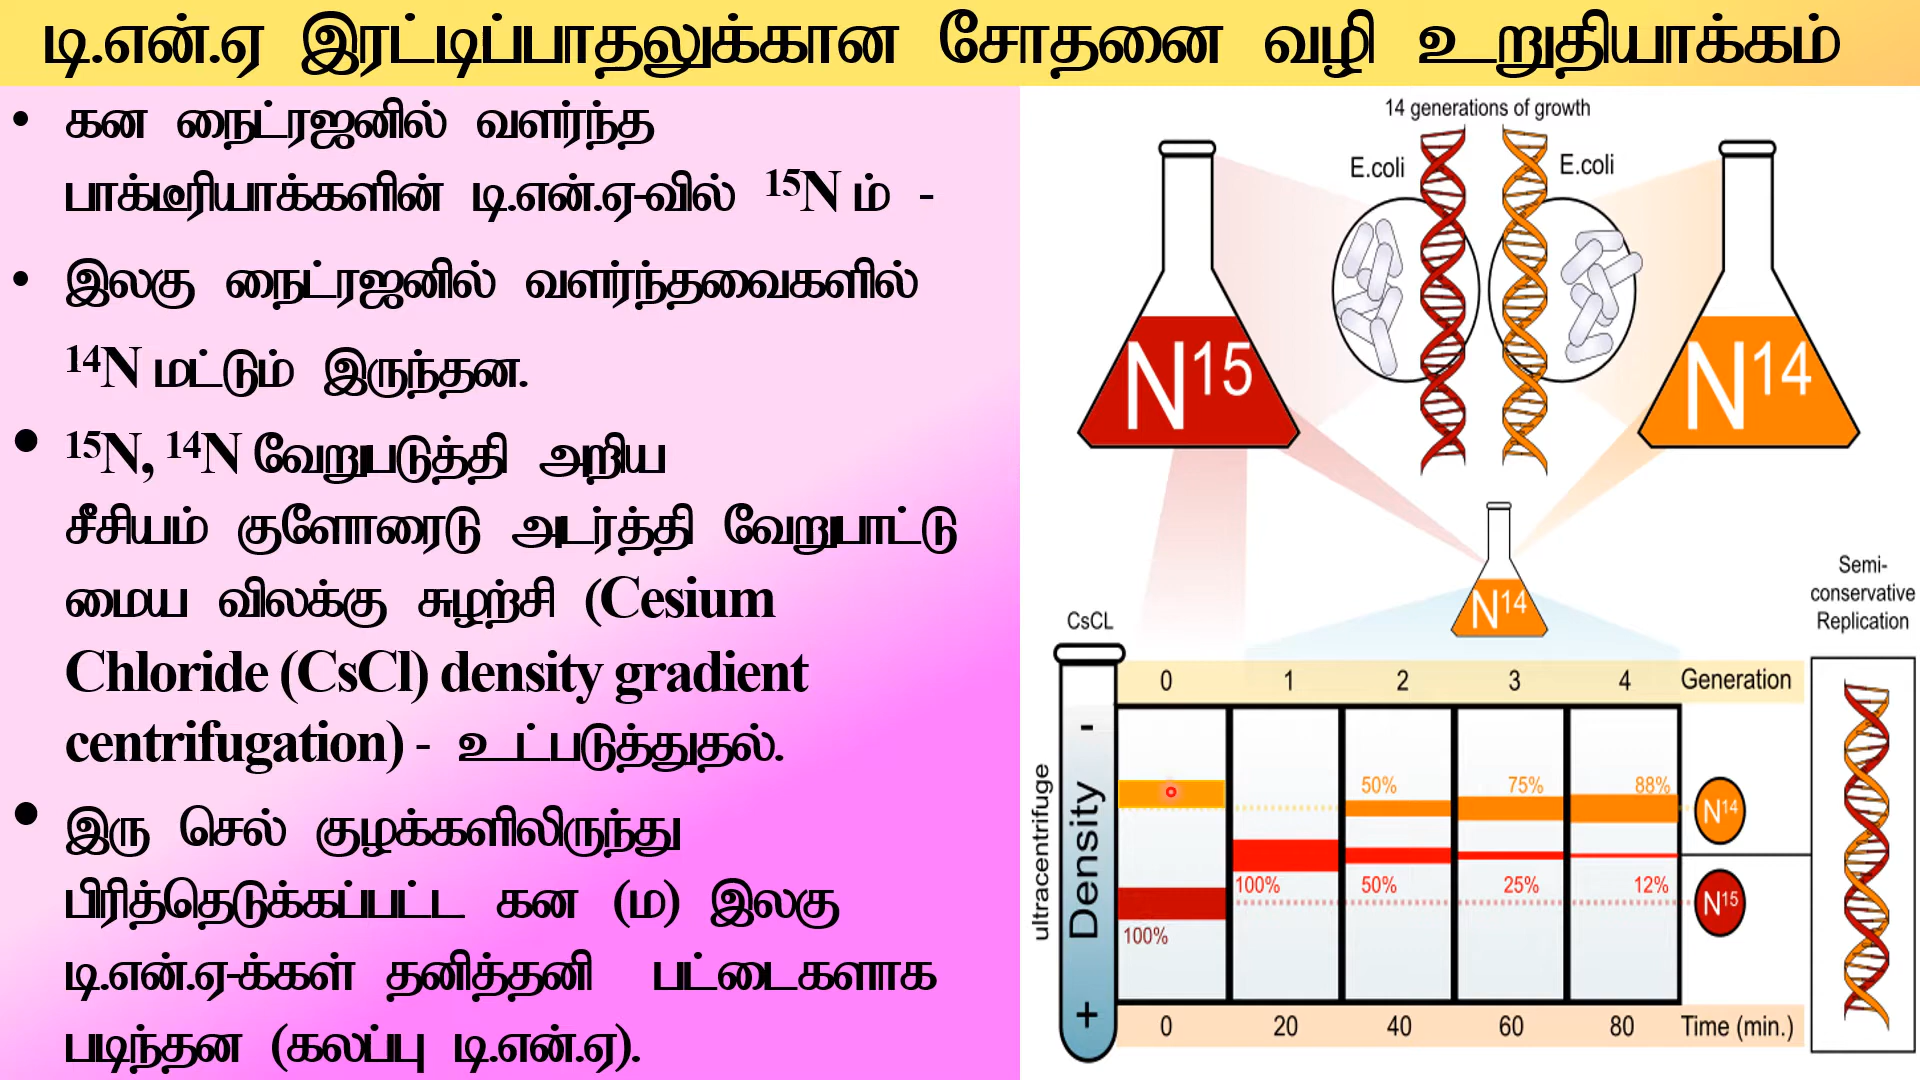 டி.என்.ஏ இரட்டிப்பாதலுக்கான சோதனை வழி உறுதியாக்கம்
• கன நைட்ரஜனில் வளர்ந்த
பாக்டீரியாக்களின் டி.என்.ஏ-வில் ¹⁵N ம் -
• இலகு நைட்ரஜனில் வளர்ந்தவைகளில்
¹⁴N மட்டும் இருந்தன.
• ¹⁵N, ¹⁴N வேறுபடுத்தி அறிய
சீசியம் குளோரைடு அடர்த்தி வேறுபாட்டு
மைய விலக்கு சுழற்சி (Cesium
Chloride (CsCl) density gradient
centrifugation) - உட்படுத்துதல்.
• இரு செல் குழக்களிலிருந்து
பிரித்தெடுக்கப்பட்ட கன (ம) இலகு
டி.என்.ஏ-க்கள் தனித்தனி பட்டைகளாக
படிந்தன (கலப்பு டி.என்.ஏ).
14 generations of growth
E.coli
E.coli
N¹⁵
N¹⁴
N¹⁴
Semi-
conservative
Replication
CsCL
0 1 2 3 4 Generation
ultracentrifuge
- Density +
50% 75% 88%
N¹⁴
100% 50% 25% 12%
N¹⁵
100%
0 20 40 60 80 Time (min.)